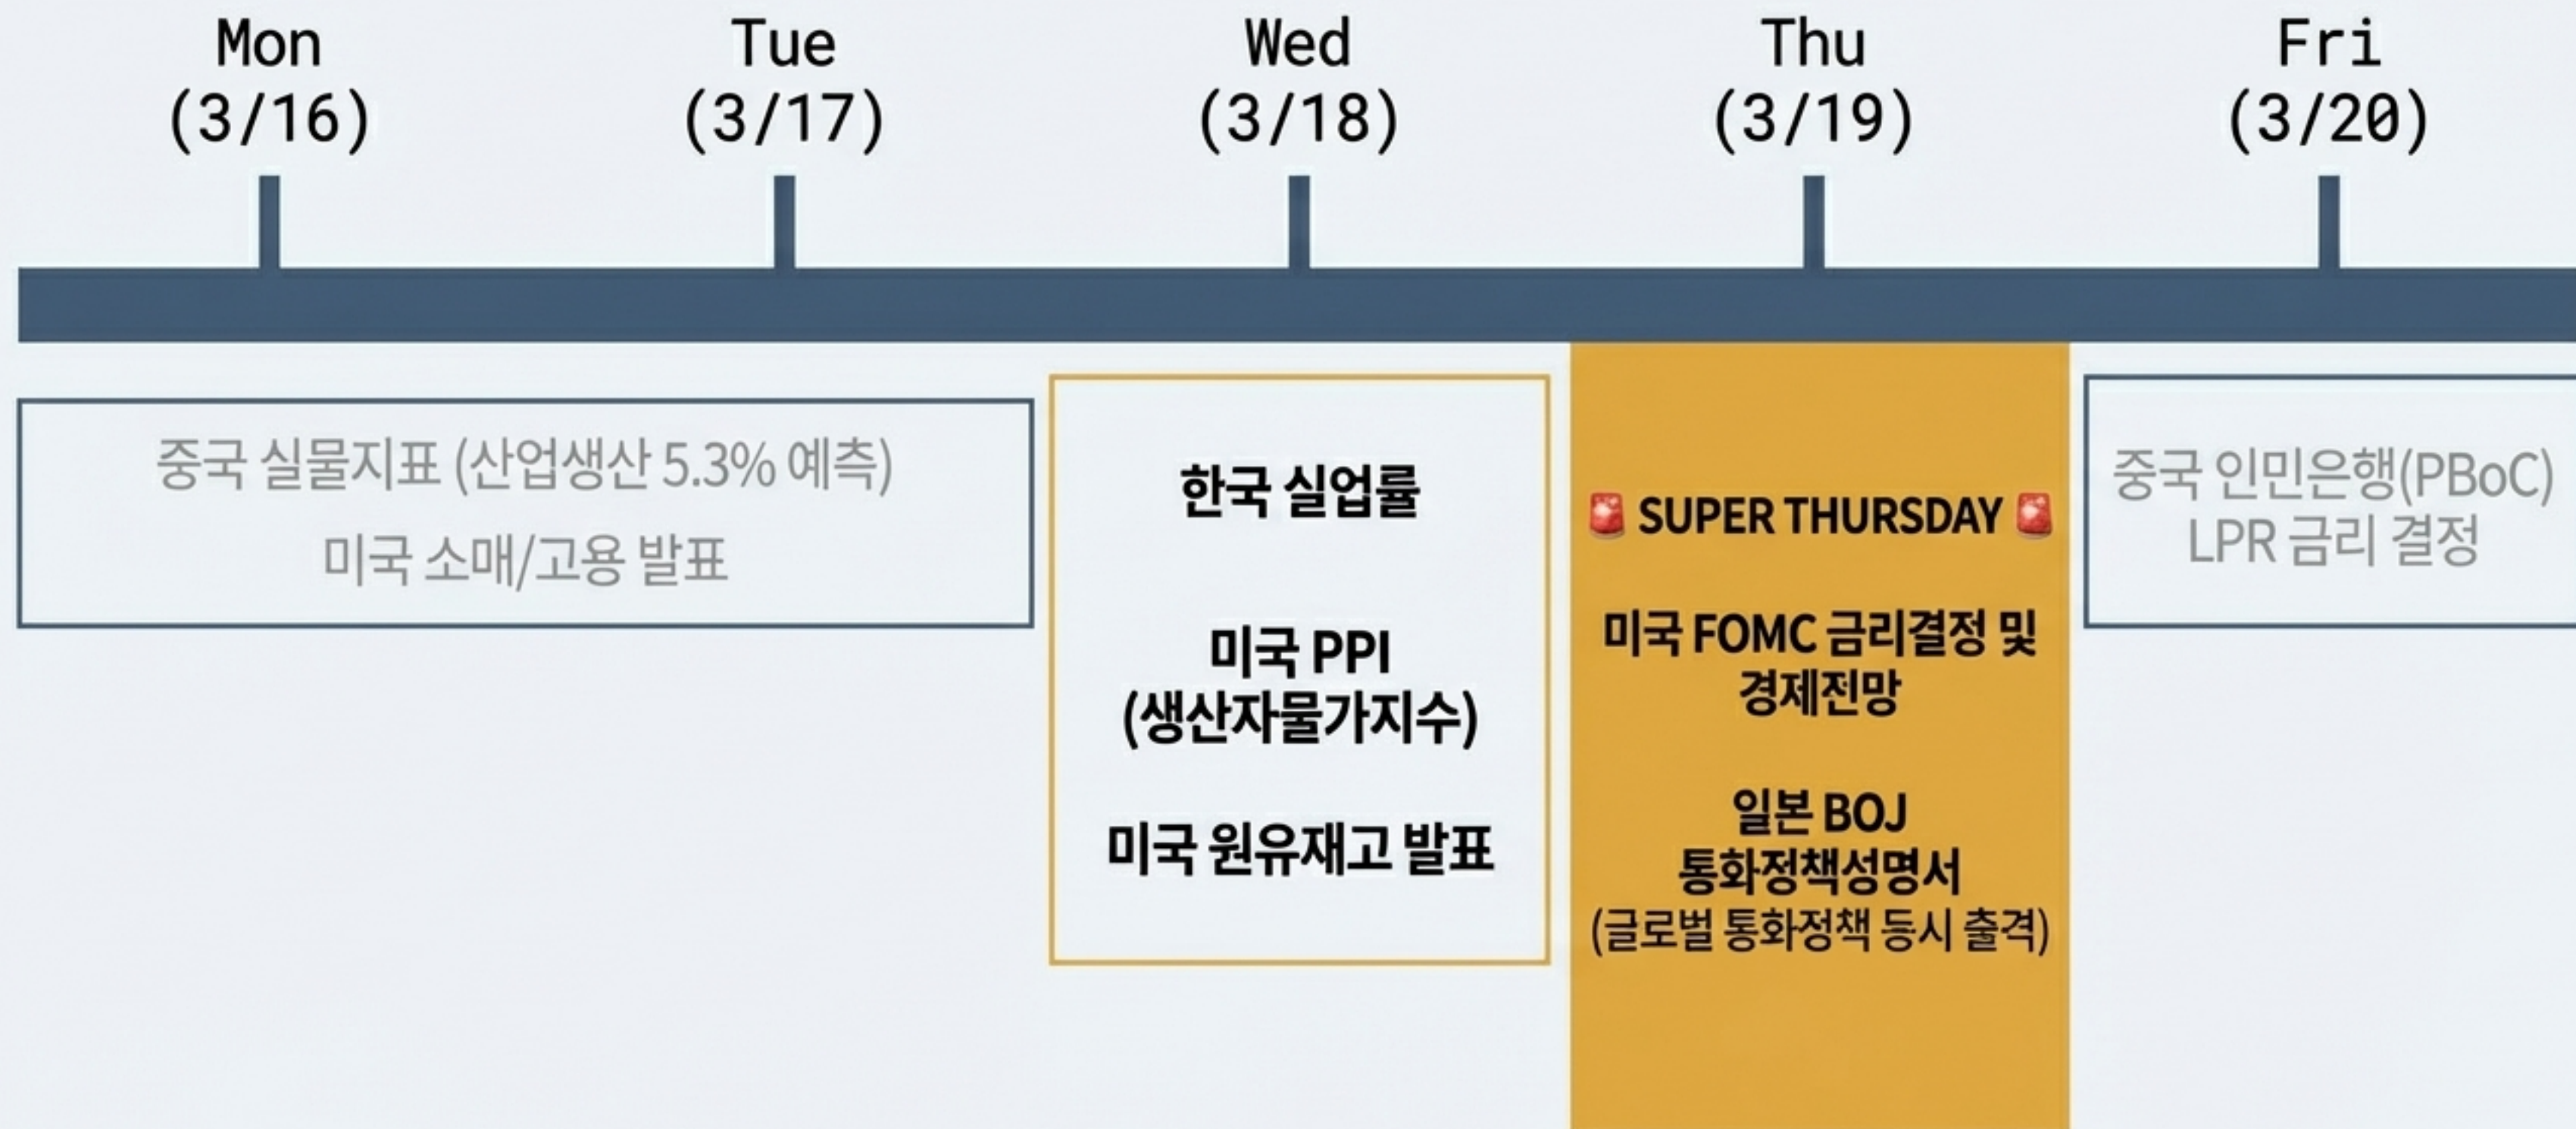 Mon
(3/16)
Tue
(3/17)
Wed
(3/18)
Thu
(3/19)
Fri
(3/20)
중국 실물지표 (산업생산 5.3% 예측)
미국 소매/고용 발표
한국 실업률
미국 PPI
(생산자물가지수)
미국 원유재고 발표
🚨 SUPER THURSDAY 🚨
미국 FOMC 금리결정 및
경제전망
일본 BOJ
통화정책성명서
(글로벌 통화정책 등시 출격)
중국 인민은행(PBoC)
LPR 금리 결정